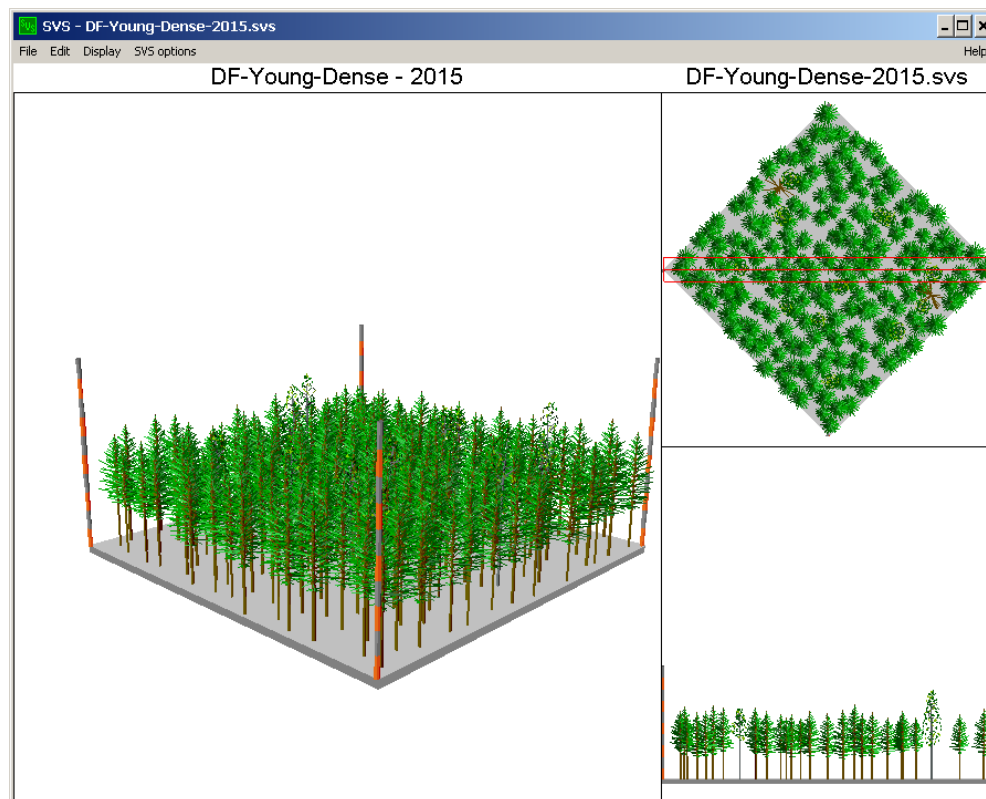 SVS - DF-Young-Dense-2015.svs
File Edit Display SVS options Help
DF-Young-Dense - 2015
DF-Young-Dense-2015.svs